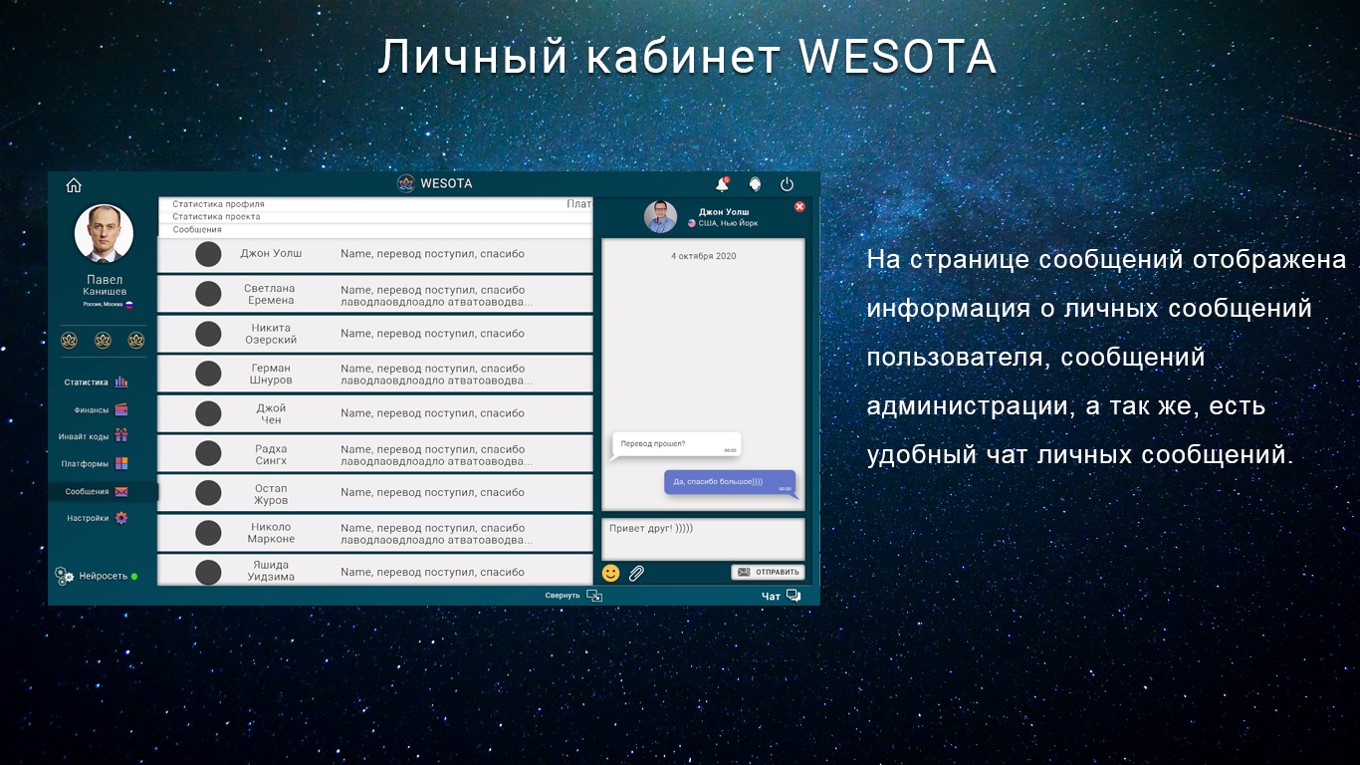 Личный кабинет WESOTA
WESOTA
Павел
Канишев
Россия, Москва
Статистика
Финансы
Инвайт коды
Платформы
Сообщения
Настройки
Нейросеть
Статистика профиля
Плат
Статистика проекта
Сообщения
Джон Уолш
Name, перевод поступил, спасибо
Светлана
Еремена
Name, перевод поступил, спасибо
лаводлаовдлоадло атватоаводва...
Никита
Озерский
Name, перевод поступил, спасибо
Герман
Шнуров
Name, перевод поступил, спасибо
лаводлаовдлоадло атватоаводва...
Джой
Чен
Name, перевод поступил, спасибо
Радха
Сингх
Name, перевод поступил, спасибо
лаводлаовдлоадло атватоаводва...
Остап
Журов
Name, перевод поступил, спасибо
Николо
Марконе
Name, перевод поступил, спасибо
лаводлаовдлоадло атватоаводва...
Яшида
Уидзима
Name, перевод поступил, спасибо
Джон Уолш
США, Нью Йорк
4 октября 2020
Перевод прошел?
00:00
Да, спасибо большое))))
00:00
Привет друг! )))))
ОТПРАВИТЬ
Свернуть
Чат
На странице сообщений отображена
информация о личных сообщений
пользователя, сообщений
администрации, а так же, есть
удобный чат личных сообщений.